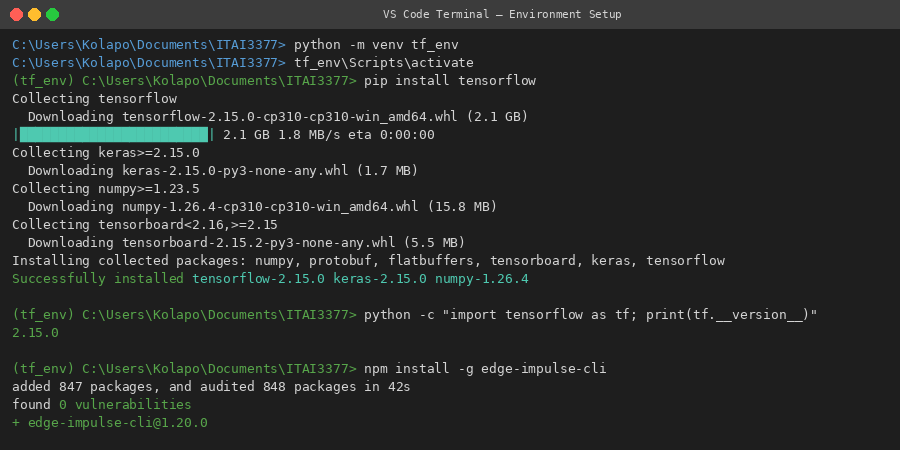 VS Code Terminal — Environment Setup
C:\Users\Kolapo\Documents\ITAI3377> python -m venv tf_env
C:\Users\Kolapo\Documents\ITAI3377> tf_env\Scripts\activate
(tf_env) C:\Users\Kolapo\Documents\ITAI3377> pip install tensorflow
Collecting tensorflow
  Downloading tensorflow-2.15.0-cp310-cp310-win_amd64.whl (2.1 GB)
|████████████████████████| 2.1 GB 1.8 MB/s eta 0:00:00
Collecting keras>=2.15.0
  Downloading keras-2.15.0-py3-none-any.whl (1.7 MB)
Collecting numpy>=1.23.5
  Downloading numpy-1.26.4-cp310-cp310-win_amd64.whl (15.8 MB)
Collecting tensorboard<2.16,>=2.15
  Downloading tensorboard-2.15.2-py3-none-any.whl (5.5 MB)
Installing collected packages: numpy, protobuf, flatbuffers, tensorboard, keras, tensorflow
Successfully installed tensorflow-2.15.0 keras-2.15.0 numpy-1.26.4
(tf_env) C:\Users\Kolapo\Documents\ITAI3377> python -c "import tensorflow as tf; print(tf.__version__)"
2.15.0
(tf_env) C:\Users\Kolapo\Documents\ITAI3377> npm install -g edge-impulse-cli
added 847 packages, and audited 848 packages in 42s
found 0 vulnerabilities
+ edge-impulse-cli@1.20.0